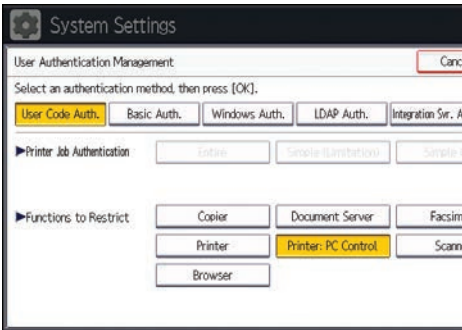 System Settings
User Authentication Management Canc
Select an authentication method, then press [OK].
User Code Auth. Basic Auth. Windows Auth. LDAP Auth. Integration Svr. A
►Printer Job Authentication Entire Simple (Limitation) Simple
►Functions to Restrict Copier Document Server Facsim
Printer Printer: PC Control Scann
Browser